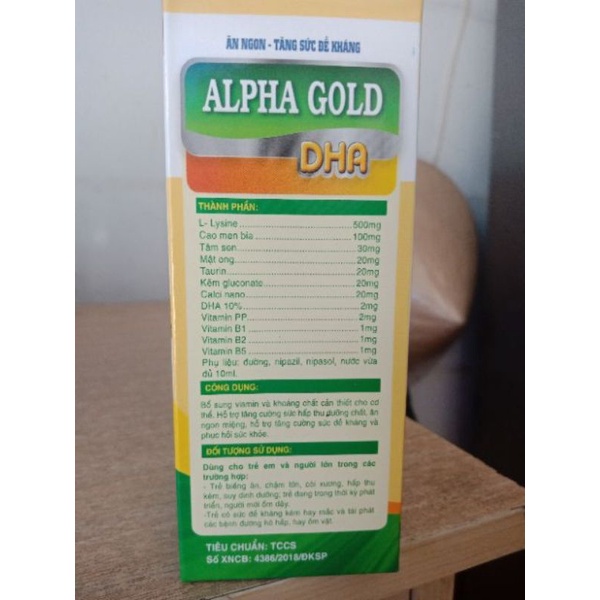 ĂN NGON - TĂNG SỨC ĐỀ KHÁNG
ALPHA GOLD
DHA
THÀNH PHẦN:
L- Lysine.....500mg
Cao men bia.....100mg
Tâm sen.....30mg
Mật ong.....20mg
Taurin.....20mg
Kẽm gluconate.....20mg
Calci nano.....20mg
DHA 10%.....2mg
Vitamin PP.....2mg
Vitamin B1.....1mg
Vitamin B2.....1mg
Vitamin B5.....1mg
Phụ liệu: đường, nipazil, nipasol, nước vừa
đủ 10ml.
CÔNG DỤNG:
Bổ sung vitamin và khoáng chất cần thiết cho cơ
thể. Hỗ trợ tăng cường sức hấp thu dưỡng chất, ăn
ngon miệng, hỗ trợ tăng cường sức đề kháng và
phục hồi sức khỏe.
ĐỐI TƯỢNG SỬ DỤNG:
Dùng cho trẻ em và người lớn trong các
trường hợp:
- Trẻ biếng ăn, chậm lớn, còi xương, hấp thu
kém, suy dinh dưỡng; trẻ đang trong thời kỳ phát
triển, người mới ốm dậy.
-Trẻ có sức đề kháng kém hay mắc và tái phát
các bệnh đường hô hấp, hay ốm vặt.
TIÊU CHUẨN: TCCS
Số XNCB: 4386/2018/ĐKSP